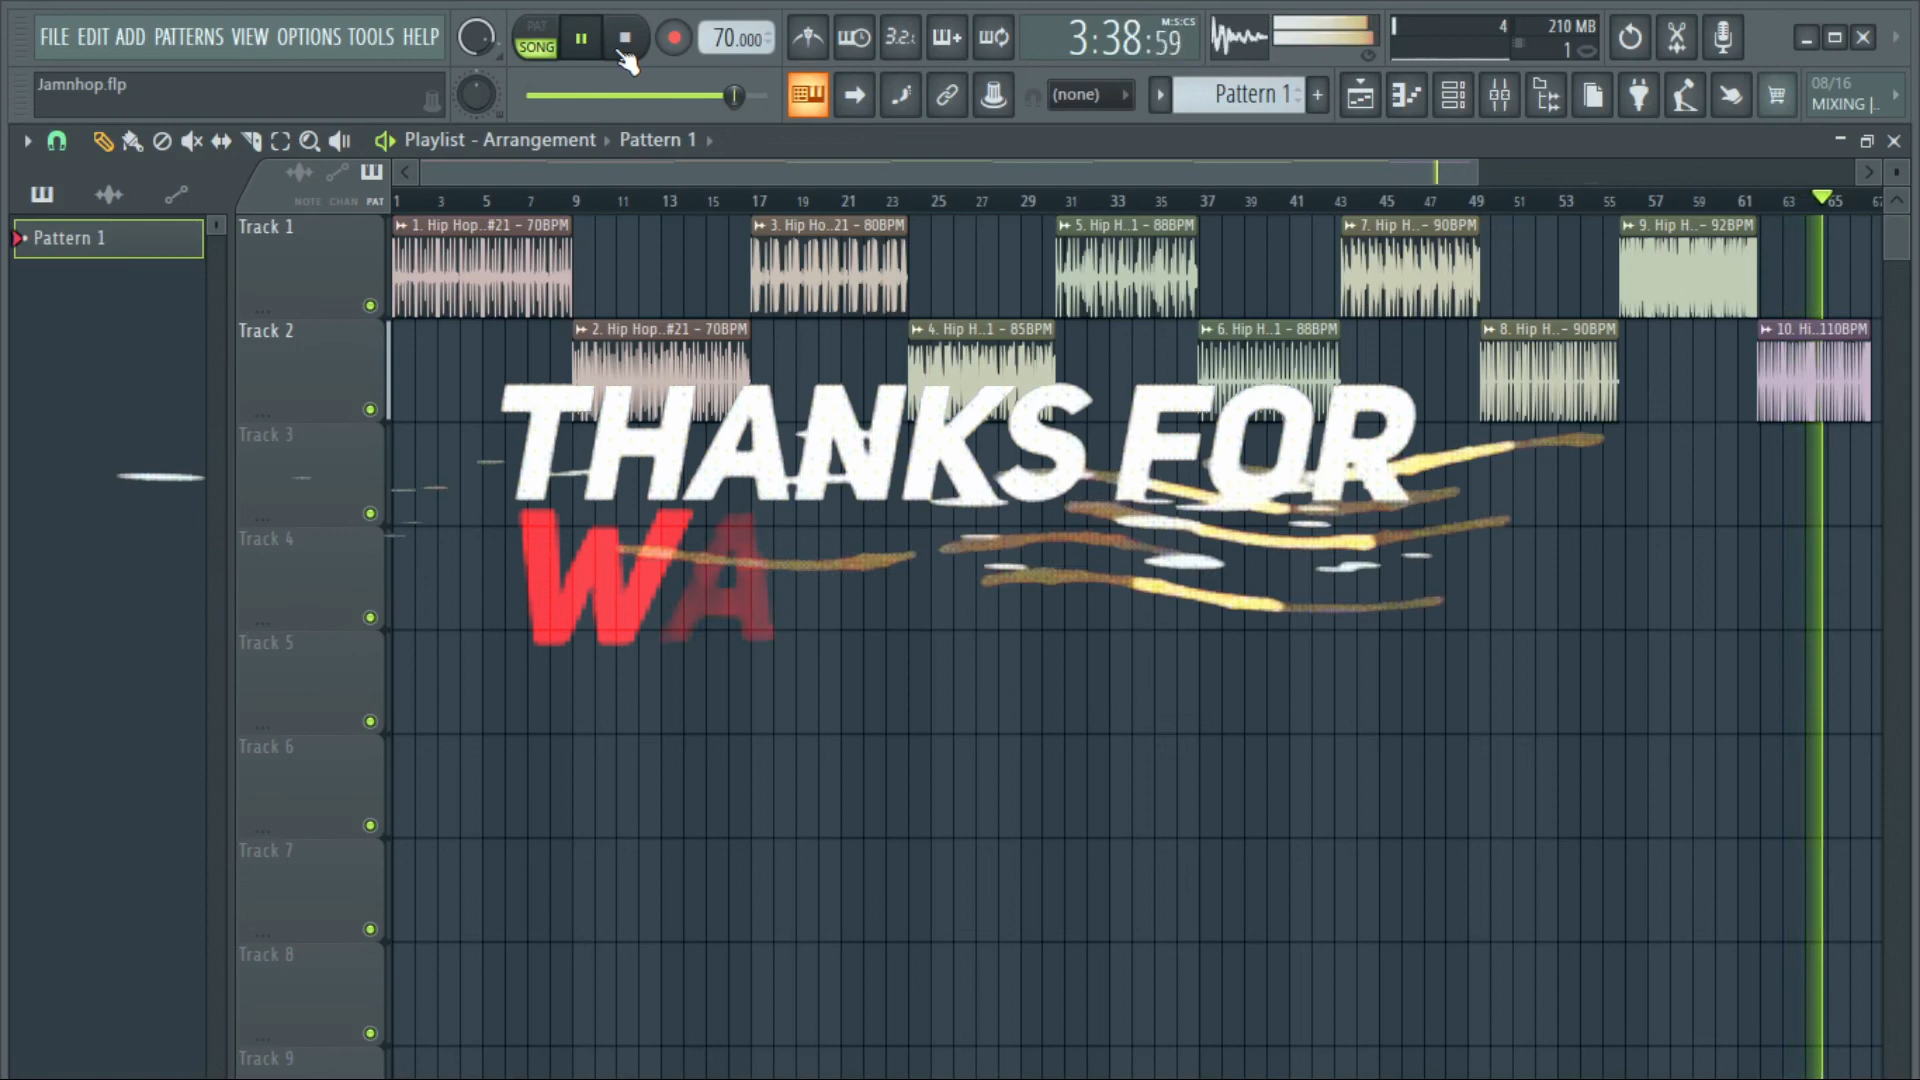 FILE EDIT ADD PATTERNS VIEW OPTIONS TOOLS HELP
PAT
SONG
70.000
3.2.1
3:38:59
M:S:CS
4
210 MB
1
Jamnhop.flp
(none)
Pattern 1
08/16
MIXING |..
Playlist - Arrangement Pattern 1
NOTE CHAN PAT
1 3 5 7 9 11 13 15 17 19 21 23 25 27 29 31 33 35 37 39 41 43 45 47 49 51 53 55 57 59 61 63 65
Pattern 1
Track 1
1. Hip Hop..#21 - 70BPM
3. Hip Ho..21 - 80BPM
5. Hip H..1 - 88BPM
7. Hip H..- 90BPM
9. Hip H..- 92BPM
Track 2
2. Hip Hop..#21 - 70BPM
4. Hip H..1 - 85BPM
6. Hip H..1 - 88BPM
8. Hip H..- 90BPM
10. Hi..110BPM
THANKS FOR
WA
Track 3
Track 4
Track 5
Track 6
Track 7
Track 8
Track 9